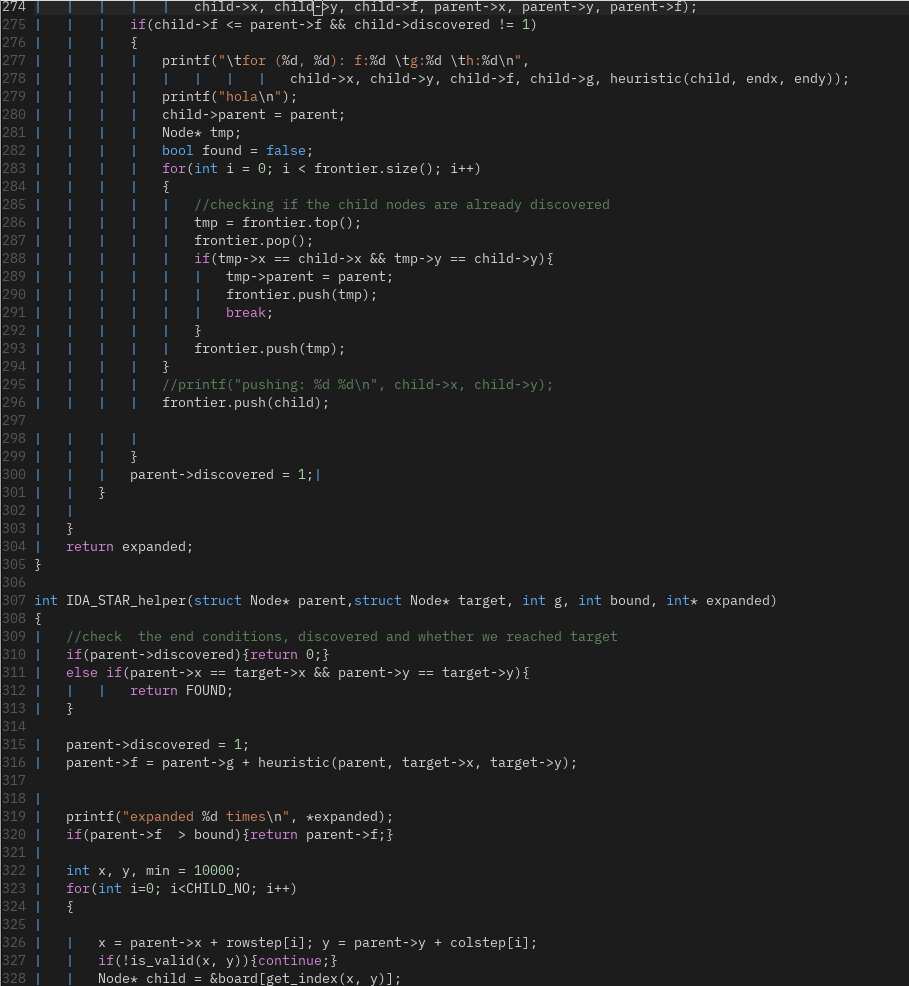 274 child->x, child->y, child->f, parent->x, parent->y, parent->f);
275 if(child->f <= parent->f && child->discovered != 1)
276 {
277 printf("\tfor (%d, %d): f:%d \tg:%d \th:%d\n",
278 child->x, child->y, child->f, child->g, heuristic(child, endx, endy));
279 printf("hola\n");
280 child->parent = parent;
281 Node* tmp;
282 bool found = false;
283 for(int i = 0; i < frontier.size(); i++)
284 {
285 //checking if the child nodes are already discovered
286 tmp = frontier.top();
287 frontier.pop();
288 if(tmp->x == child->x && tmp->y == child->y){
289 tmp->parent = parent;
290 frontier.push(tmp);
291 break;
292 }
293 frontier.push(tmp);
294 }
295 //printf("pushing: %d %d\n", child->x, child->y);
296 frontier.push(child);
297
298
299 }
300 parent->discovered = 1;
301 }
302
303 }
304 return expanded;
305 }
306
307 int IDA_STAR_helper(struct Node* parent,struct Node* target, int g, int bound, int* expanded)
308 {
309 //check  the end conditions, discovered and whether we reached target
310 if(parent->discovered){return 0;}
311 else if(parent->x == target->x && parent->y == target->y){
312 return FOUND;
313 }
314
315 parent->discovered = 1;
316 parent->f = parent->g + heuristic(parent, target->x, target->y);
317
318
319 printf("expanded %d times\n", *expanded);
320 if(parent->f  > bound){return parent->f;}
321
322 int x, y, min = 10000;
323 for(int i=0; i<CHILD_NO; i++)
324 {
325
326 x = parent->x + rowstep[i]; y = parent->y + colstep[i];
327 if(!is_valid(x, y)){continue;}
328 Node* child = &board[get_index(x, y)];